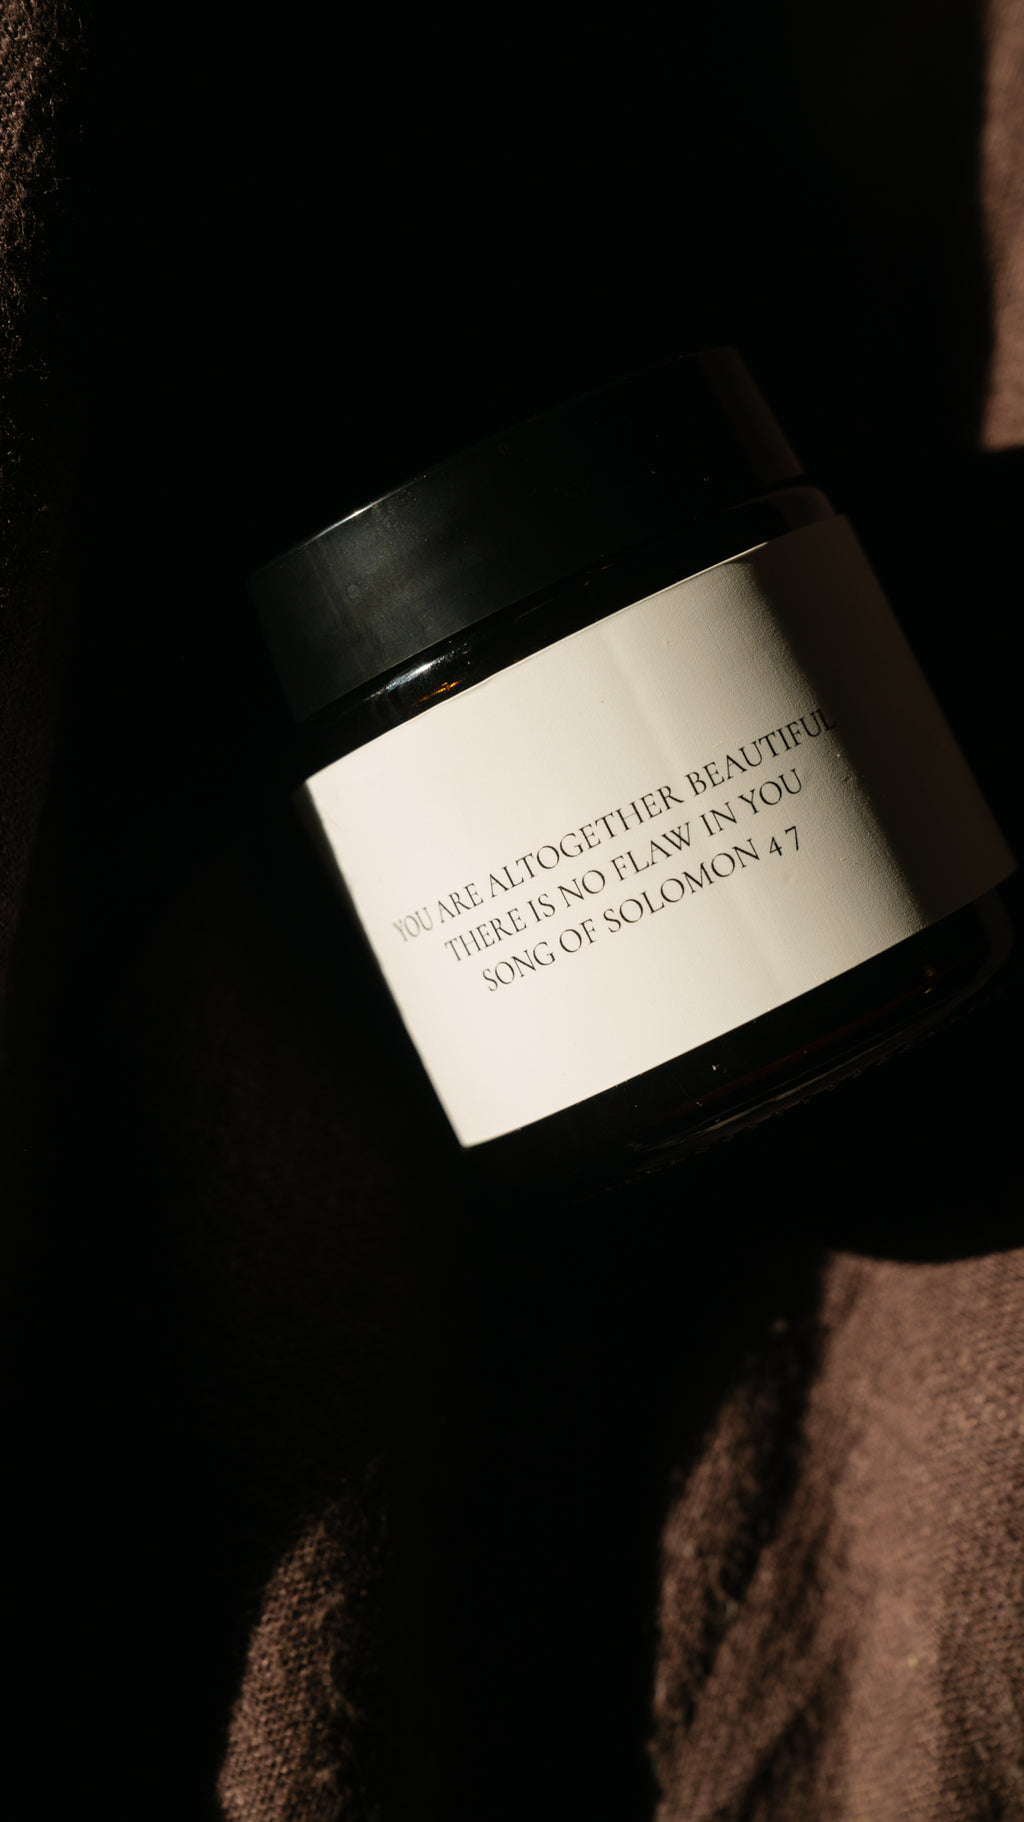 YOU ARE ALTOGETHER BEAUTIFUL
THERE IS NO FLAW IN YOU
SONG OF SOLOMON 4 7